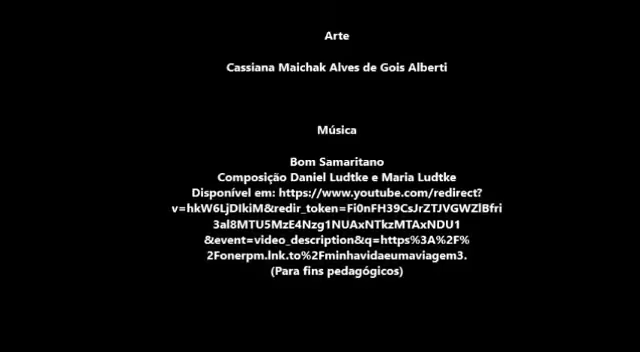 Arte
Cassiana Maichak Alves de Gois Alberti
Música
Bom Samaritano
Composição Daniel Ludtke e Maria Ludtke
Disponível em: https://www.youtube.com/redirect?
v=hkW6LjDIkiM&redir_token=Fi0nFH39CsJrZTJVGWZlBfri
3al8MTU5MzE4Nzg1NUAxNTkzMTAxNDU1
&event=video_description&q=https%3A%2F%
2Fonerpm.lnk.to%2Fminhavidaeumaviagem3.
(Para fins pedagógicos)